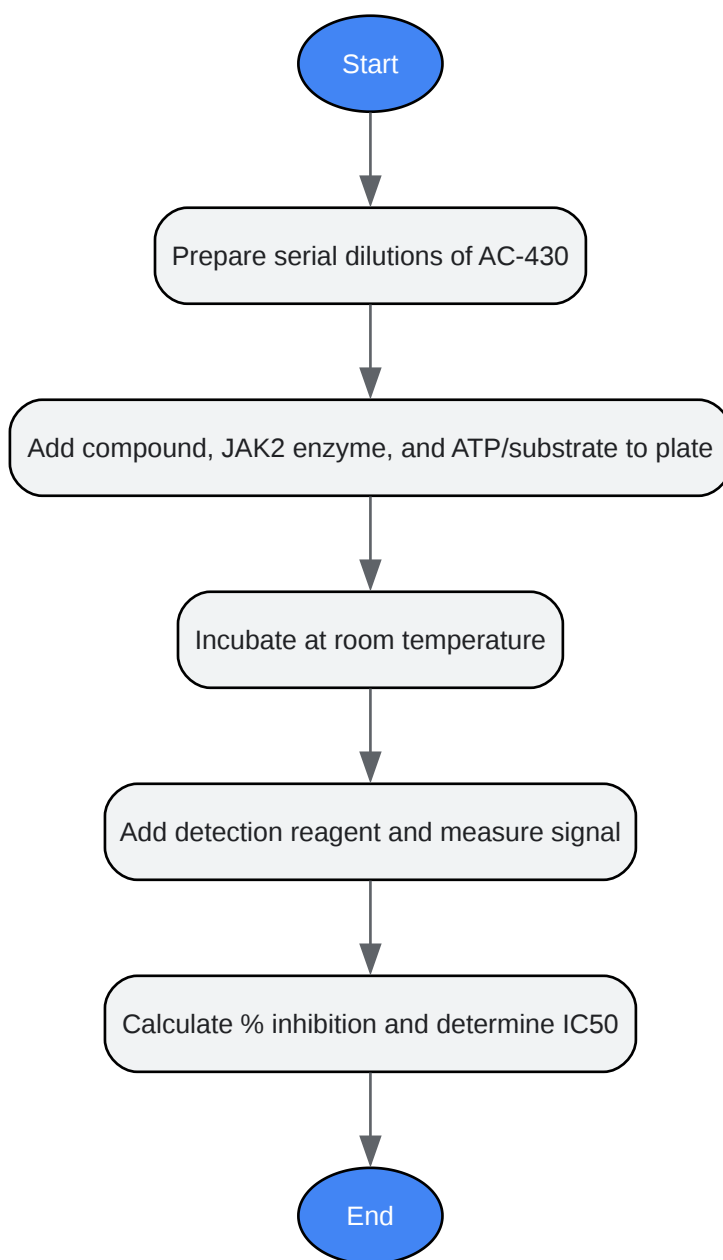 Start
Prepare serial dilutions of AC-430
Add compound, JAK2 enzyme, and ATP/substrate to plate
Incubate at room temperature
Add detection reagent and measure signal
Calculate % inhibition and determine IC50
End